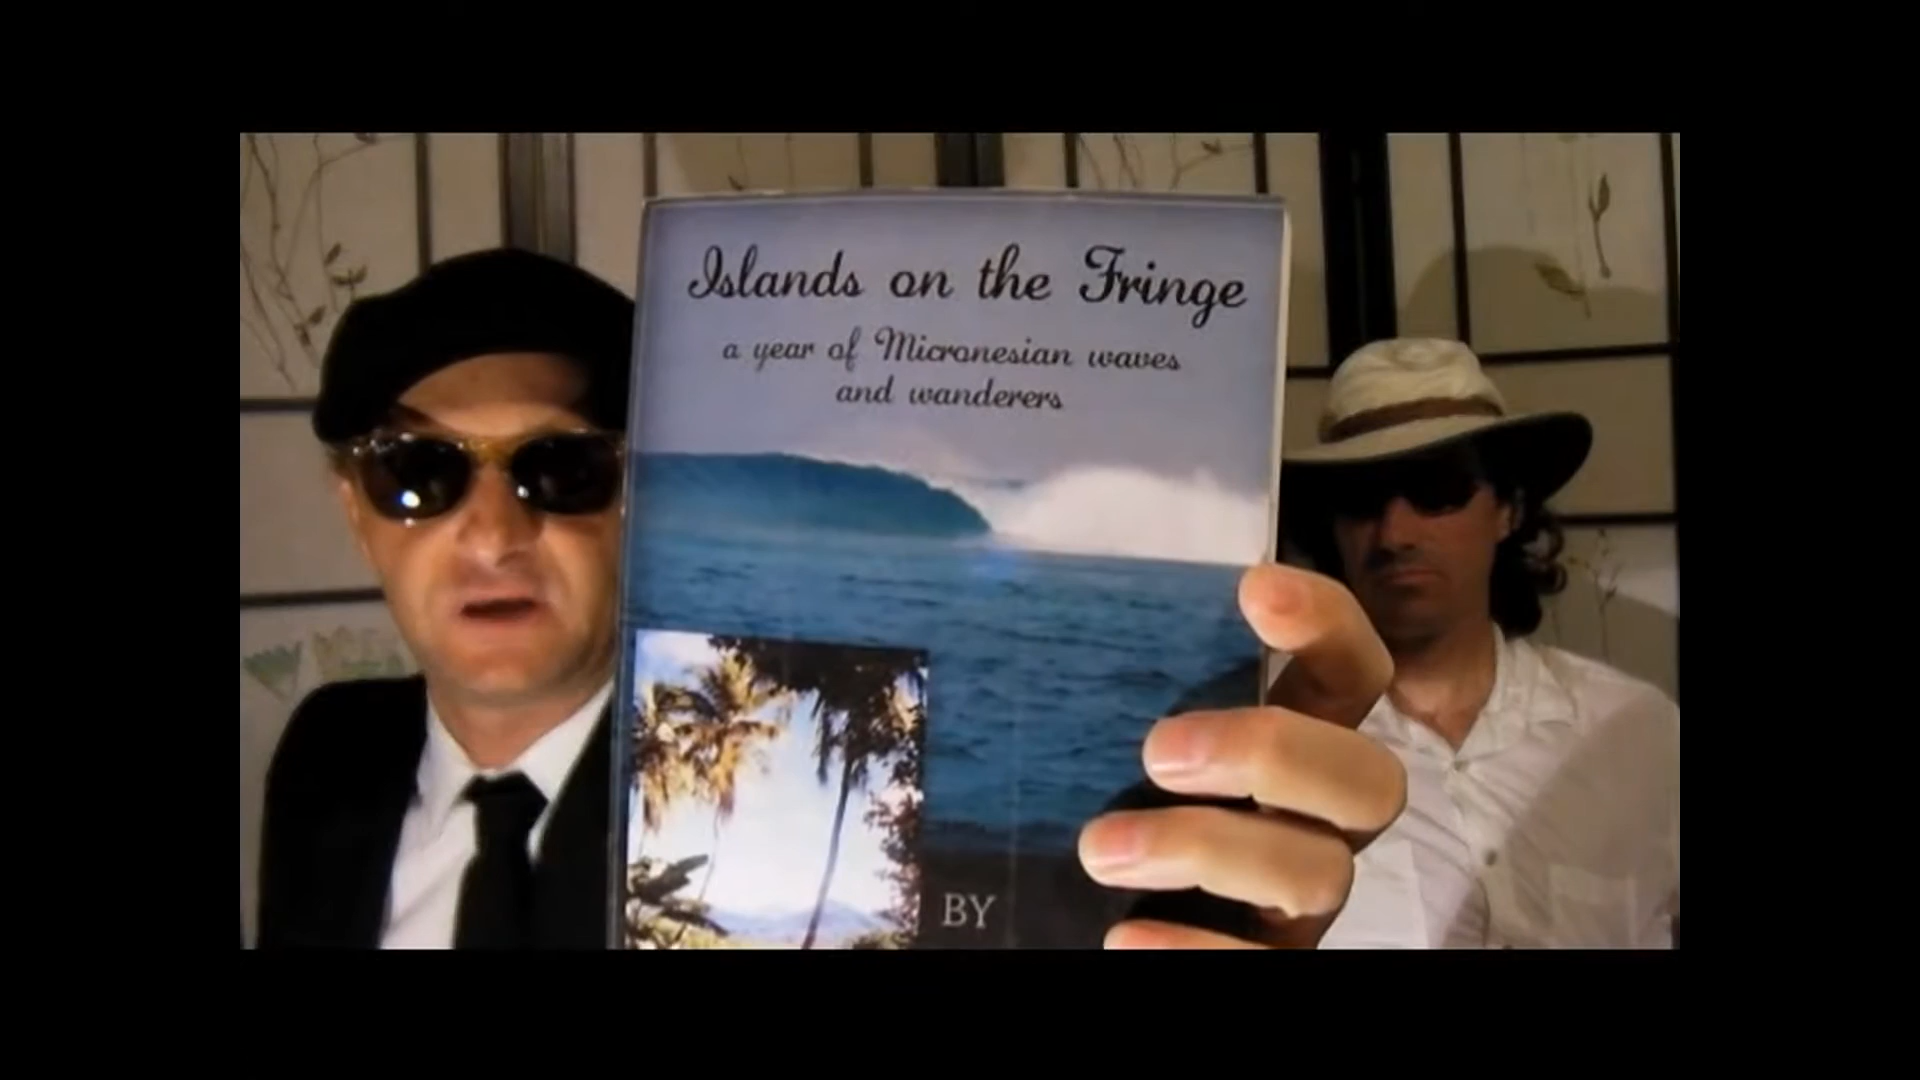 Islands on the Fringe
a year of Micronesian waves
and wanderers
BY